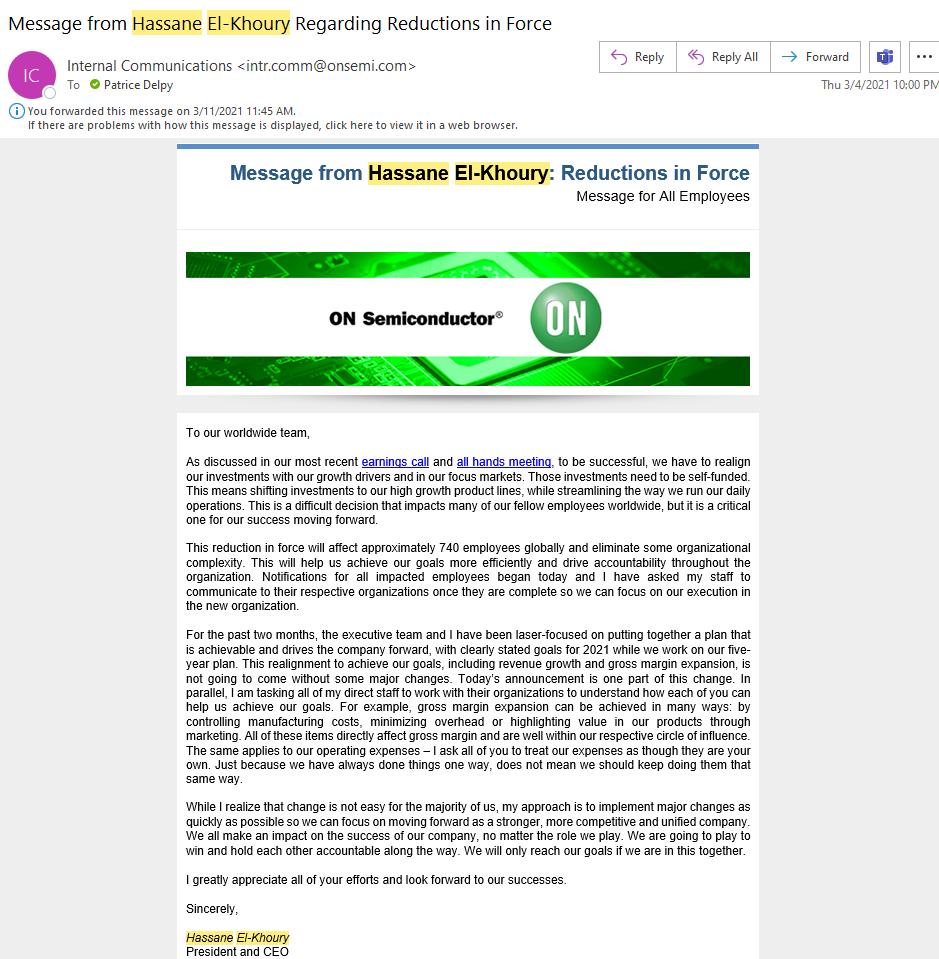 Message from Hassane El-Khoury Regarding Reductions in Force
IC
Internal Communications <intr.comm@onsemi.com>
To Patrice Delpy
Reply
Reply All
Forward
Thu 3/4/2021 10:00 PM
You forwarded this message on 3/11/2021 11:45 AM.
If there are problems with how this message is displayed, click here to view it in a web browser.
Message from Hassane El-Khoury: Reductions in Force
Message for All Employees
ON Semiconductor®
ON
To our worldwide team,
As discussed in our most recent earnings call and all hands meeting, to be successful, we have to realign
our investments with our growth drivers and in our focus markets. Those investments need to be self-funded.
This means shifting investments to our high growth product lines, while streamlining the way we run our daily
operations. This is a difficult decision that impacts many of our fellow employees worldwide, but it is a critical
one for our success moving forward.
This reduction in force will affect approximately 740 employees globally and eliminate some organizational
complexity. This will help us achieve our goals more efficiently and drive accountability throughout the
organization. Notifications for all impacted employees began today and I have asked my staff to
communicate to their respective organizations once they are complete so we can focus on our execution in
the new organization.
For the past two months, the executive team and I have been laser-focused on putting together a plan that
is achievable and drives the company forward, with clearly stated goals for 2021 while we work on our five-
year plan. This realignment to achieve our goals, including revenue growth and gross margin expansion, is
not going to come without some major changes. Today's announcement is one part of this change. In
parallel, I am tasking all of my direct staff to work with their organizations to understand how each of you can
help us achieve our goals. For example, gross margin expansion can be achieved in many ways: by
controlling manufacturing costs, minimizing overhead or highlighting value in our products through
marketing. All of these items directly affect gross margin and are well within our respective circle of influence.
The same applies to our operating expenses – I ask all of you to treat our expenses as though they are your
own. Just because we have always done things one way, does not mean we should keep doing them that
same way.
While I realize that change is not easy for the majority of us, my approach is to implement major changes as
quickly as possible so we can focus on moving forward as a stronger, more competitive and unified company.
We all make an impact on the success of our company, no matter the role we play. We are going to play to
win and hold each other accountable along the way. We will only reach our goals if we are in this together.
I greatly appreciate all of your efforts and look forward to our successes.
Sincerely,
Hassane El-Khoury
President and CEO